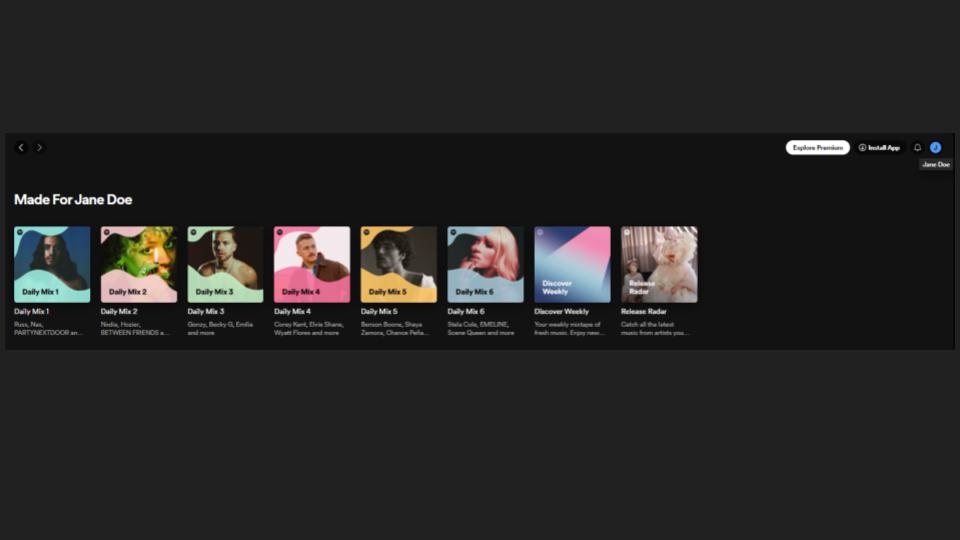 Explore Premium
Install App
J
Jane Doe
Made For Jane Doe
Daily Mix 1
Daily Mix 2
Daily Mix 3
Daily Mix 4
Daily Mix 5
Daily Mix 6
Discover
Weekly
Release
Radar
Daily Mix 1
Russ, Nas,
PARTYNEXTDOOR an...
Daily Mix 2
Hozier,
BETWEEN FRIENDS a...
Daily Mix 3
Gonzy, Becky G, Emilia
and more
Daily Mix 4
Corey Kent, Elvie Shane,
Wyatt Flores and more
Daily Mix 5
Benson Boone, Shaya
Zamora, Chance Peña...
Daily Mix 6
Stela Cole, EMELINE,
Scene Queen and more
Discover Weekly
Your weekly mixtape of
fresh music. Enjoy new...
Release Radar
Catch all the latest
music from artists you...